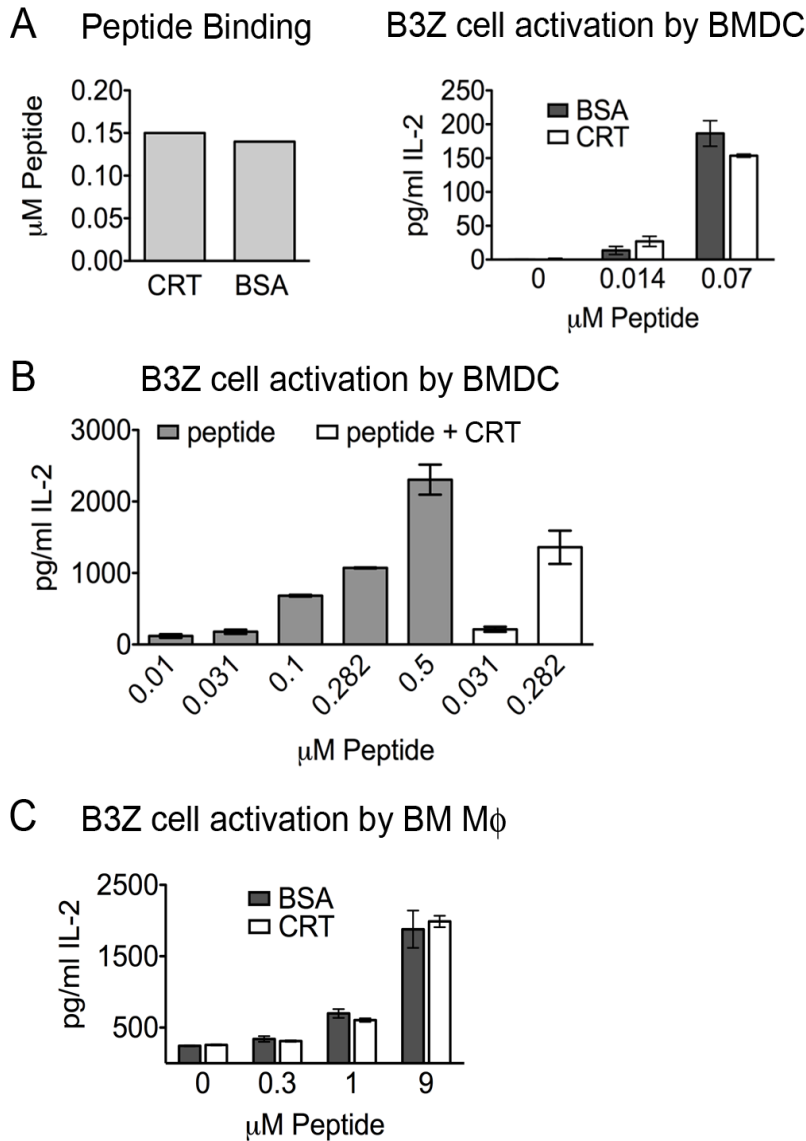 A Peptide Binding
μM Peptide
0.20
0.15
0.10
0.05
0.00
CRT BSA
B3Z cell activation by BMDC
pg/ml IL-2
250
200
150
100
50
0
BSA
CRT
0 0.014 0.07
μM Peptide
B B3Z cell activation by BMDC
pg/ml IL-2
3000
2000
1000
0
peptide peptide + CRT
0.01 0.031 0.1 0.282 0.5 0.031 0.282
μM Peptide
C B3Z cell activation by BM Mϕ
pg/ml IL-2
2500
1500
500
BSA
CRT
0 0.3 1 9
μM Peptide